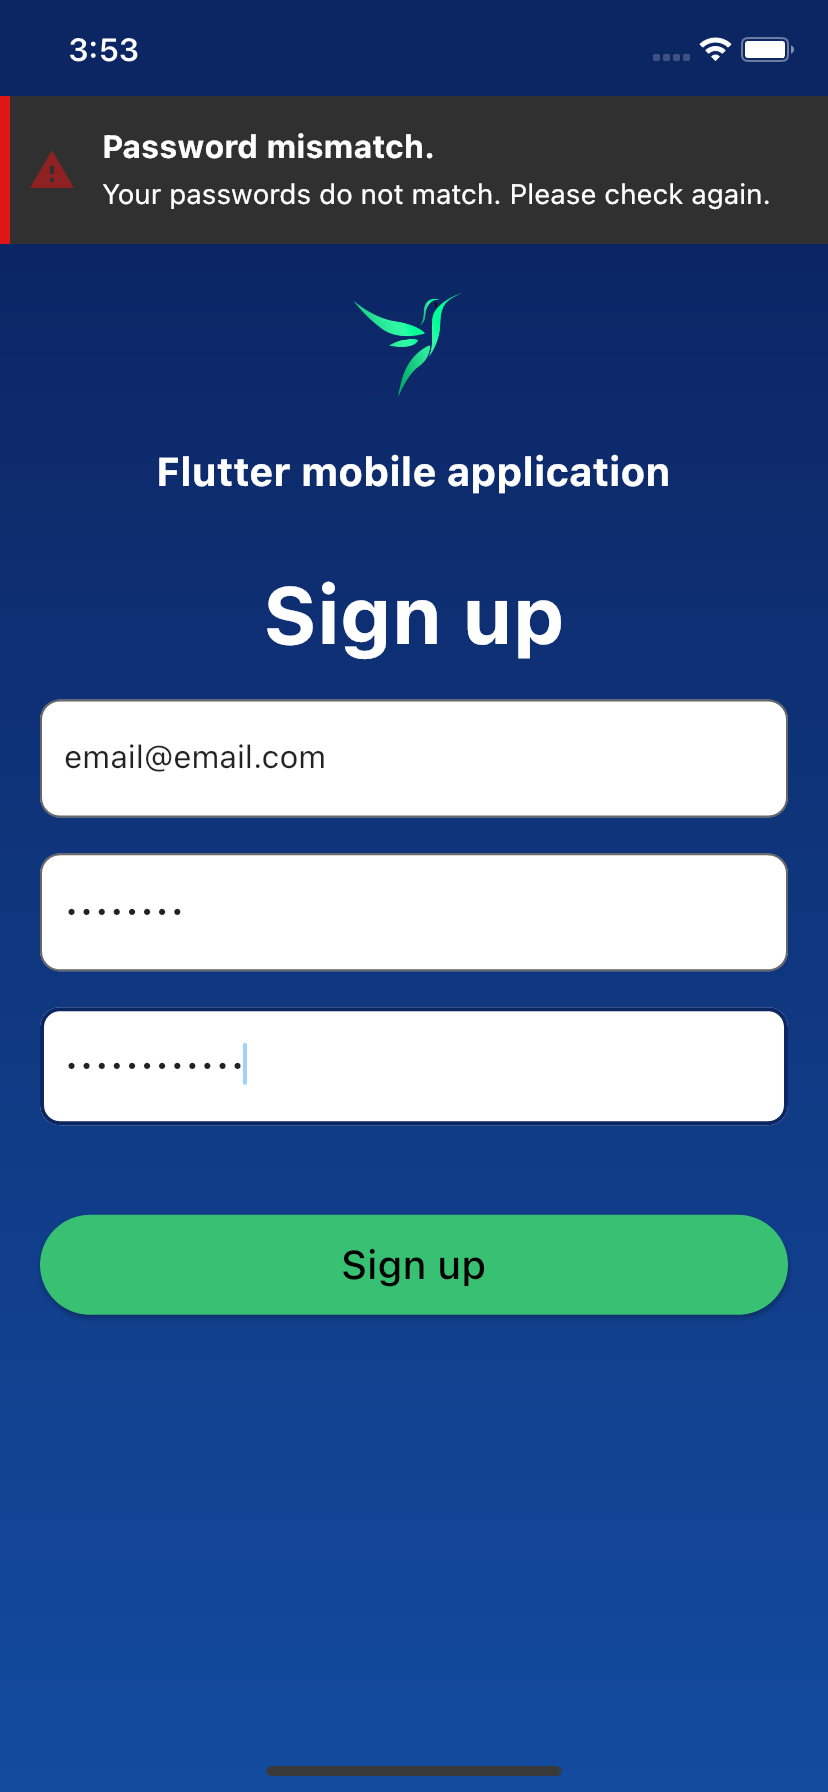 3:53
Password mismatch.
Your passwords do not match. Please check again.
Flutter mobile application
Sign up
email@email.com
••••••••
••••••••••••
Sign up